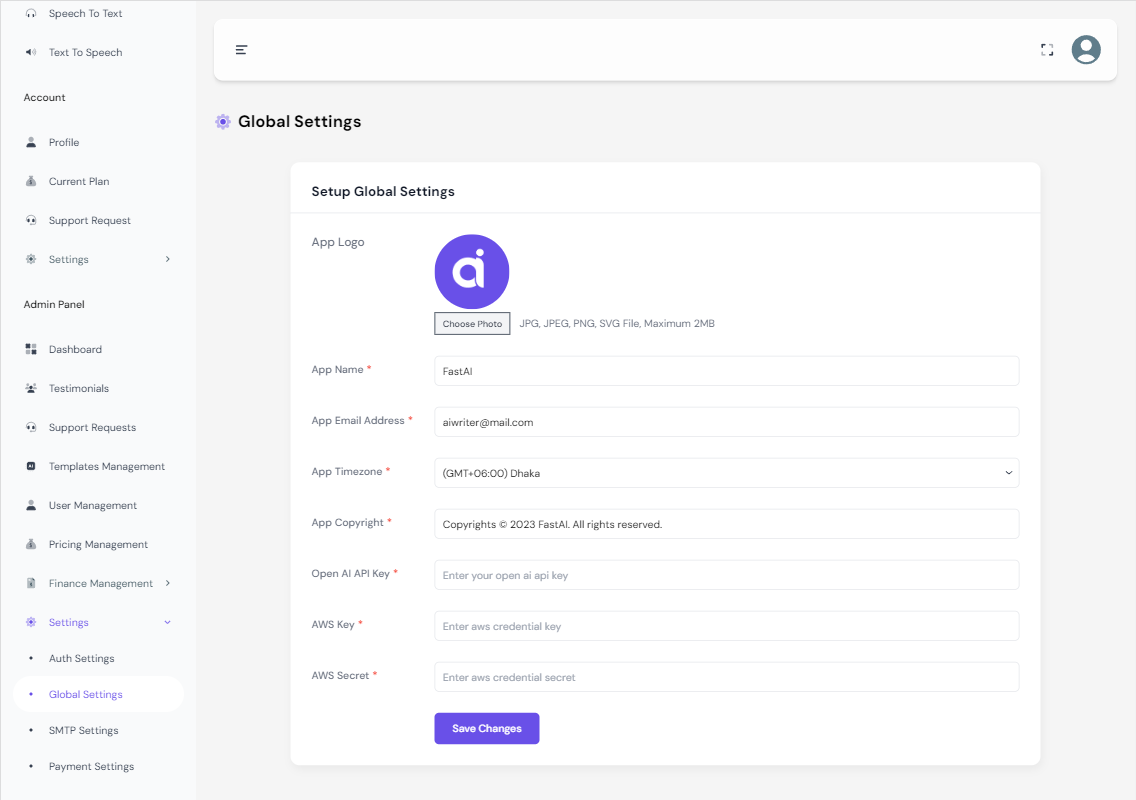 Speech To Text
Text To Speech
Account
Profile
Current Plan
Support Request
Settings
Admin Panel
Dashboard
Testimonials
Support Requests
AI Templates Management
User Management
Pricing Management
Finance Management
Settings
Auth Settings
Global Settings
SMTP Settings
Payment Settings
Global Settings
Setup Global Settings
App Logo
ai
Choose Photo JPG, JPEG, PNG, SVG File, Maximum 2MB
App Name * FastAI
App Email Address * aiwriter@mail.com
App Timezone * (GMT+06:00) Dhaka
App Copyright * Copyrights © 2023 FastAI. All rights reserved.
Open AI API Key * Enter your open ai api key
AWS Key * Enter aws credential key
AWS Secret * Enter aws credential secret
Save Changes